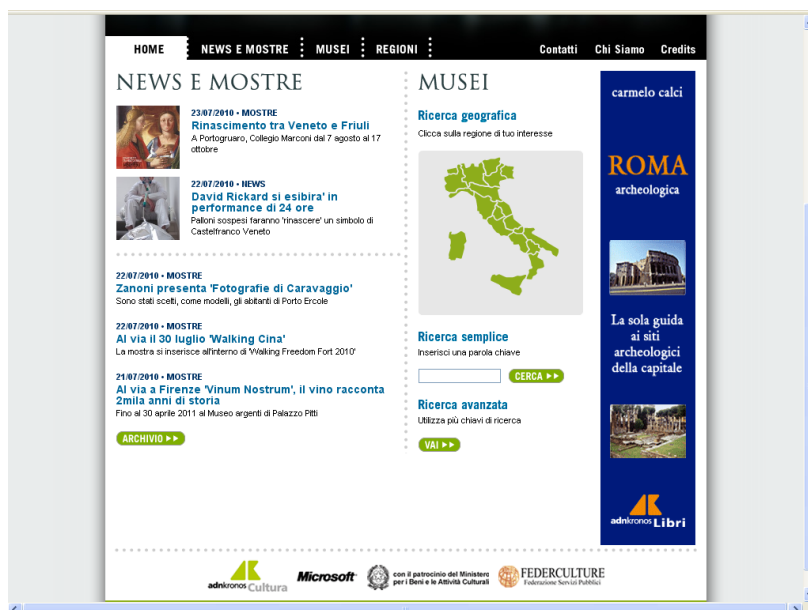 HOME
NEWS E MOSTRE
MUSEI
REGIONI
Contatti
Chi Siamo
Credits
NEWS E MOSTRE
23/07/2010 • MOSTRE
Rinascimento tra Veneto e Friuli
A Portogruaro, Collegio Marconi dal 7 agosto al 17
ottobre
22/07/2010 • NEWS
David Rickard si esibira' in
performance di 24 ore
Palloni sospesi faranno 'rinascere' un simbolo di
Castelfranco Veneto
22/07/2010 • MOSTRE
Zanoni presenta 'Fotografie di Caravaggio'
Sono stati scelti, come modelli, gli abitanti di Porto Ercole
22/07/2010 • MOSTRE
Al via il 30 luglio 'Walking Cina'
La mostra si inserisce all'interno di 'Walking Freedom Fort 2010'
21/07/2010 • MOSTRE
Al via a Firenze 'Vinum Nostrum', il vino racconta
2mila anni di storia
Fino al 30 aprile 2011 al Museo argenti di Palazzo Pitti
ARCHIVIO
MUSEI
Ricerca geografica
Clicca sulla regione di tuo interesse
Ricerca semplice
Inserisci una parola chiave
CERCA
Ricerca avanzata
Utilizza più chiavi di ricerca
VAI
carmelo calci
ROMA
archeologica
La sola guida
ai siti
archeologici
della capitale
adnkronos Libri
adnkronos Cultura
Microsoft
con il patrocinio del Ministero
per i Beni e le Attività Culturali
FEDERCULTURE
Federazione Servizi Pubblici